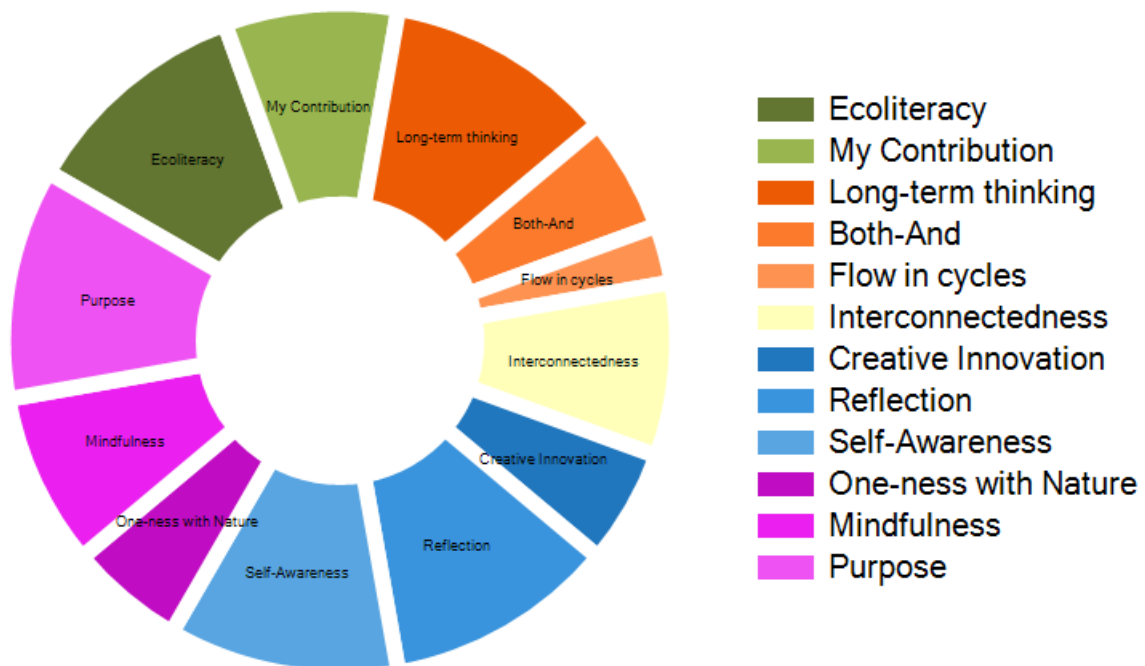 My Contribution
Long-term thinking
Ecoliteracy
Both-And
Flow in cycles
Purpose
Interconnectedness
Mindfulness
Creative Innovation
One-ness with Nature
Reflection
Self-Awareness
Ecoliteracy
My Contribution
Long-term thinking
Both-And
Flow in cycles
Interconnectedness
Creative Innovation
Reflection
Self-Awareness
One-ness with Nature
Mindfulness
Purpose